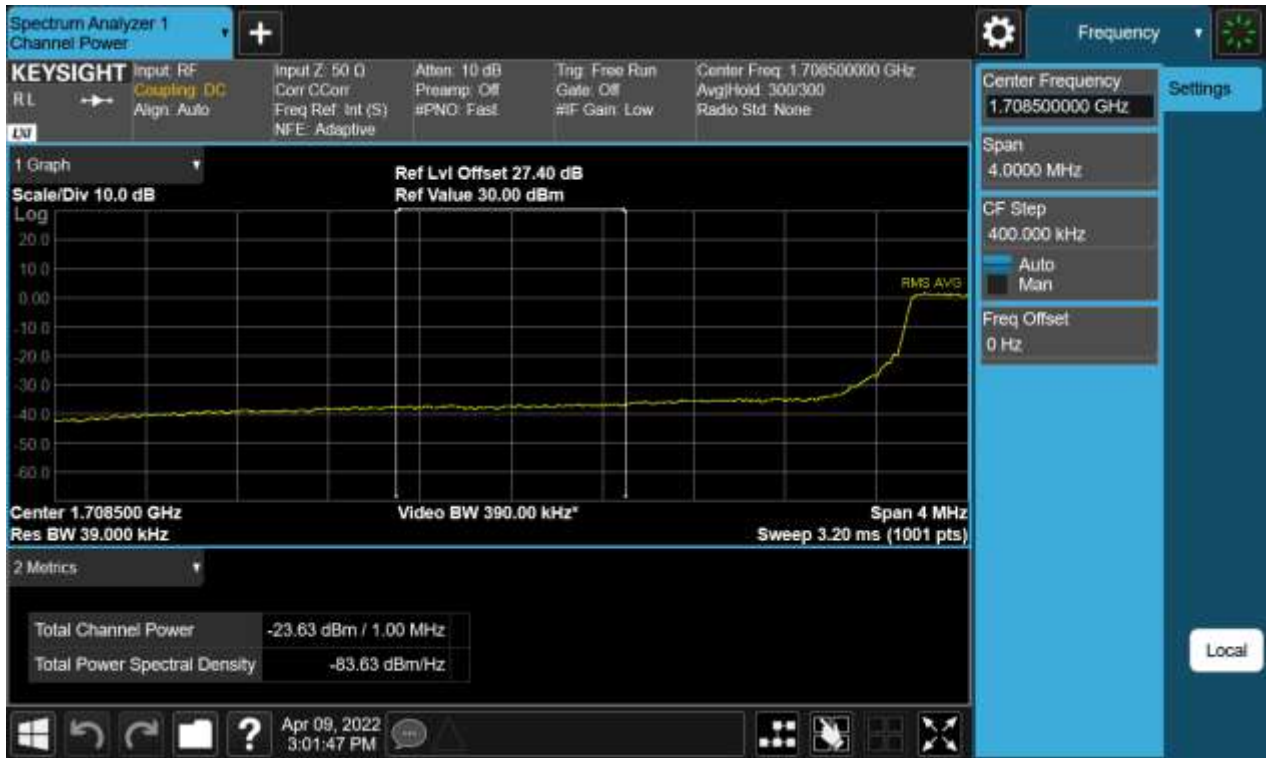 Spectrum Analyzer 1
Channel Power
+
Frequency
KEYSIGHT
RL
LXI
Input: RF
Coupling: DC
Align: Auto
Input Z: 50 Ω
Corr CCorr
Freq Ref: Int (S)
NFE: Adaptive
Atten: 10 dB
Preamp: Off
#PNO: Fast
Trig: Free Run
Gate: Off
#IF Gain: Low
Center Freq: 1.708500000 GHz
Avg|Hold: 300/300
Radio Std: None
Center Frequency
1.708500000 GHz
Settings
Span
4.0000 MHz
CF Step
400.000 kHz
Auto
Man
Freq Offset
0 Hz
Local
1 Graph
Scale/Div 10.0 dB
Ref Lvl Offset 27.40 dB
Ref Value 30.00 dBm
Log
20.0
10.0
0.00
-10.0
-20.0
-30.0
-40.0
-50.0
-60.0
RMS AVG
Center 1.708500 GHz
Video BW 390.00 kHz*
Span 4 MHz
Res BW 39.000 kHz
Sweep 3.20 ms (1001 pts)
2 Metrics
Total Channel Power -23.63 dBm / 1.00 MHz
Total Power Spectral Density -83.63 dBm/Hz
?
Apr 09, 2022
3:01:47 PM